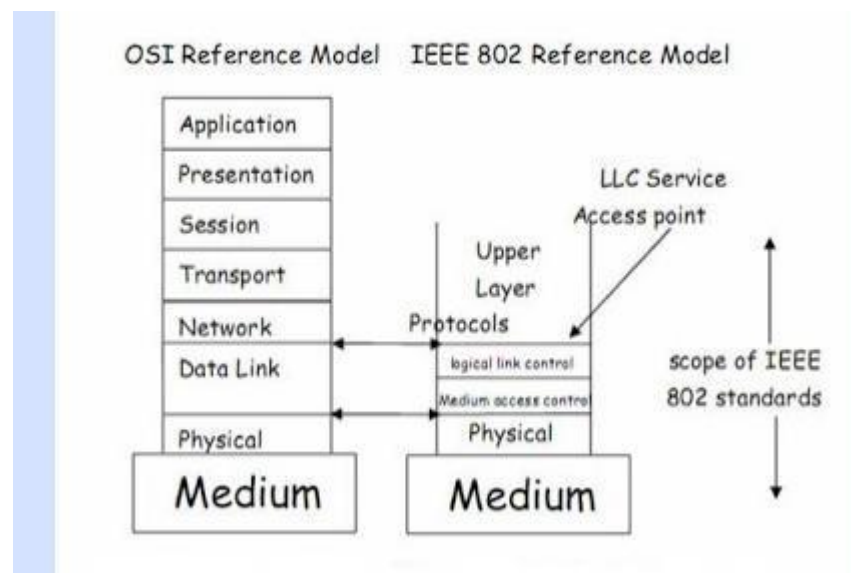 OSI Reference Model
IEEE 802 Reference Model
Application
Presentation
Session
Transport
Network
Data Link
Physical
Medium
LLC Service
Access point
Upper
Layer
Protocols
logical link control
Medium access control
Physical
Medium
scope of IEEE
802 standards